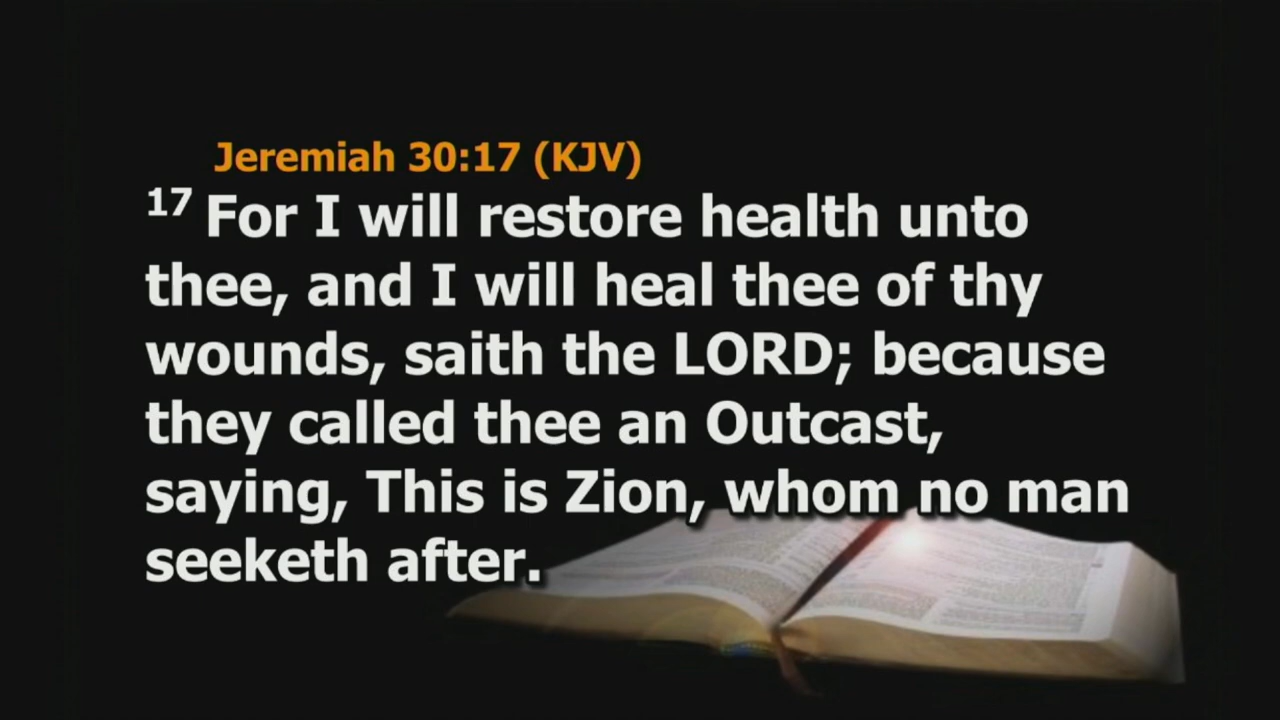 Jeremiah 30:17 (KJV)
17 For I will restore health unto
thee, and I will heal thee of thy
wounds, saith the LORD; because
they called thee an Outcast,
saying, This is Zion, whom no man
seeketh after.